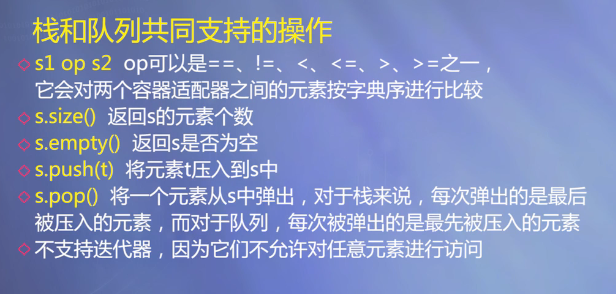 栈和队列共同支持的操作
s1 op s2 op可以是==、!=、<、<=、>、>=之一，
它会对两个容器适配器之间的元素按字典序进行比较
s.size() 返回s的元素个数
s.empty() 返回s是否为空
s.push(t) 将元素t压入到s中
s.pop() 将一个元素从s中弹出，对于栈来说，每次弹出的是最后
被压入的元素，而对于队列，每次被弹出的是最先被压入的元素
不支持迭代器，因为它们不允许对任意元素进行访问